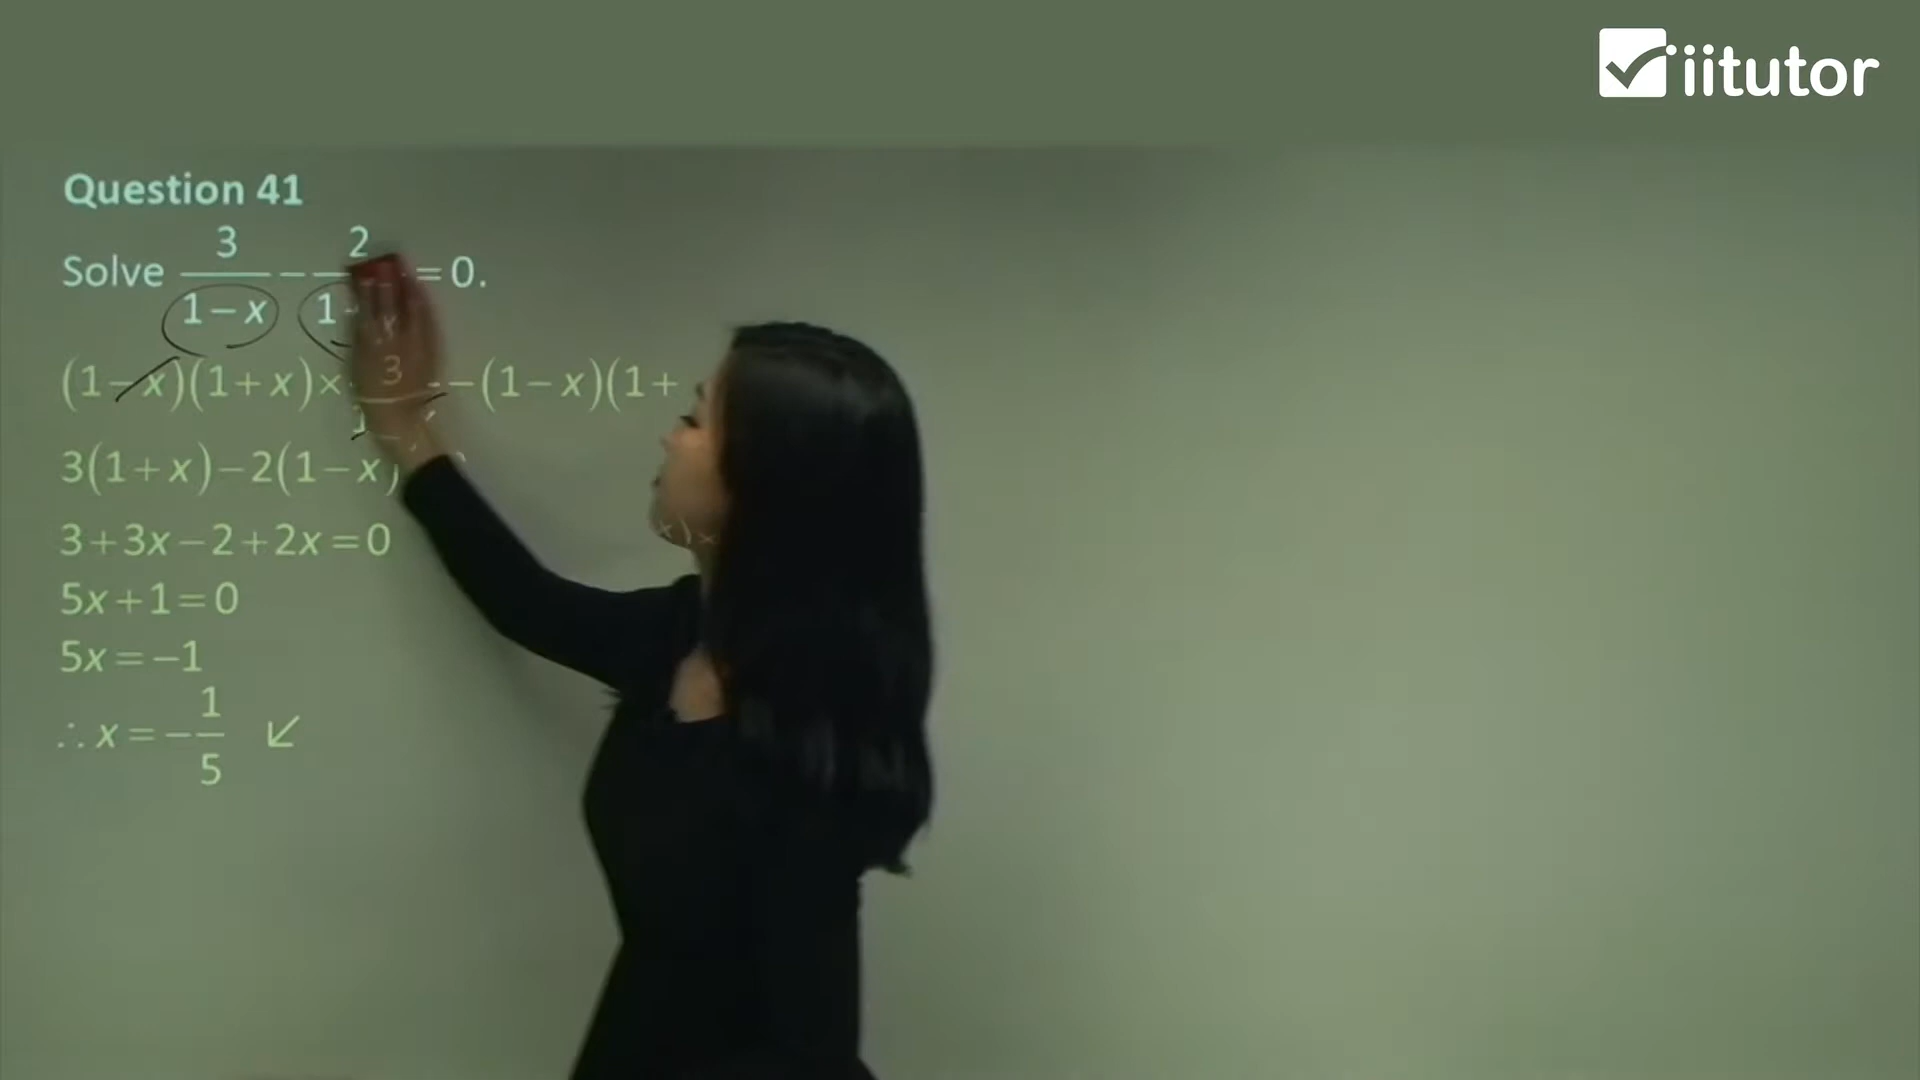 iitutor
Question 41
Solve 3/(1−x) − 2/(1 = 0.
(1−x)(1+x)× 3 −(1−x)(1+
3(1+x)−2(1−x)
3+3x−2+2x=0
5x+1=0
5x=−1
∴ x=−1/5 ↙